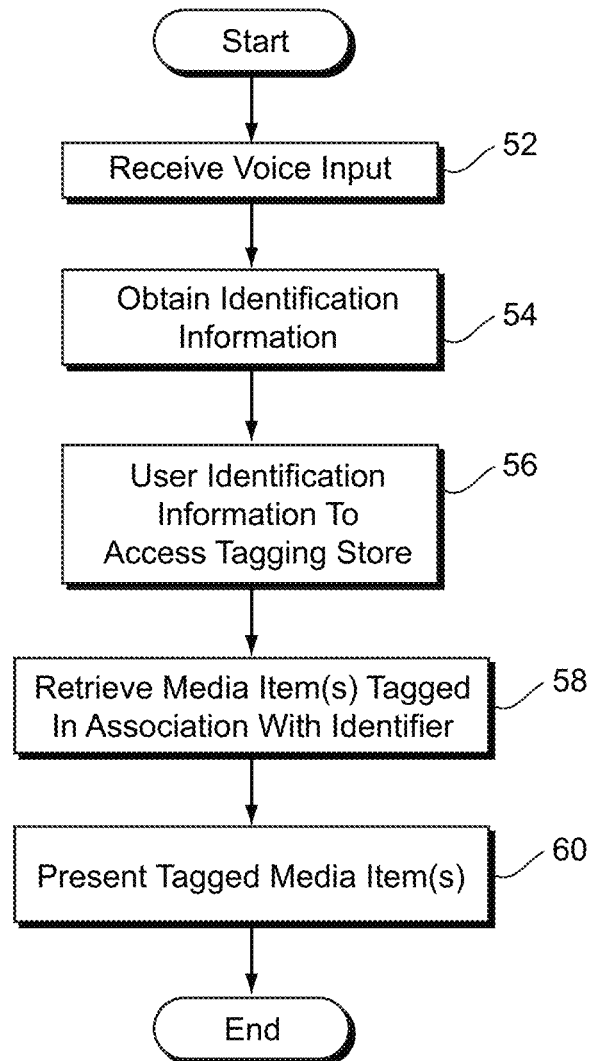 Start
Receive Voice Input
52
Obtain Identification
Information
54
User Identification
Information To
Access Tagging Store
56
Retrieve Media Item(s) Tagged
In Association With Identifier
58
Present Tagged Media Item(s)
60
End